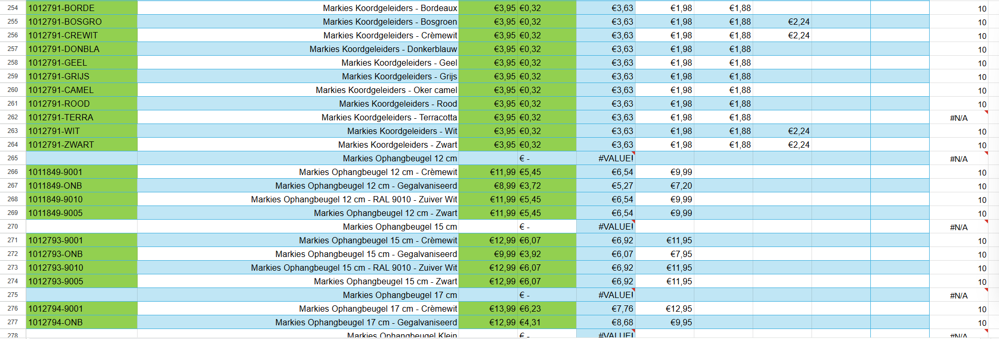 254 1012791-BORDE Markies Koordgeleiders - Bordeaux €3,95 €0,32 €3,63 €1,98 €1,88 10
255 1012791-BOSGRO Markies Koordgeleiders - Bosgroen €3,95 €0,32 €3,63 €1,98 €1,88 €2,24 10
256 1012791-CREWIT Markies Koordgeleiders - Crèmewit €3,95 €0,32 €3,63 €1,98 €1,88 €2,24 10
257 1012791-DONBLA Markies Koordgeleiders - Donkerblauw €3,95 €0,32 €3,63 €1,98 €1,88 10
258 1012791-GEEL Markies Koordgeleiders - Geel €3,95 €0,32 €3,63 €1,98 €1,88 10
259 1012791-GRIJS Markies Koordgeleiders - Grijs €3,95 €0,32 €3,63 €1,98 €1,88 10
260 1012791-CAMEL Markies Koordgeleiders - Oker camel €3,95 €0,32 €3,63 €1,98 €1,88 10
261 1012791-ROOD Markies Koordgeleiders - Rood €3,95 €0,32 €3,63 €1,98 €1,88 10
262 1012791-TERRA Markies Koordgeleiders - Terracotta €3,95 €0,32 €3,63 €1,98 €1,88 #N/A
263 1012791-WIT Markies Koordgeleiders - Wit €3,95 €0,32 €3,63 €1,98 €1,88 €2,24 10
264 1012791-ZWART Markies Koordgeleiders - Zwart €3,95 €0,32 €3,63 €1,98 €1,88 €2,24 10
265 Markies Ophangbeugel 12 cm € - #VALUE! #N/A
266 1011849-9001 Markies Ophangbeugel 12 cm - Crèmewit €11,99 €5,45 €6,54 €9,99 10
267 1011849-ONB Markies Ophangbeugel 12 cm - Gegalvaniseerd €8,99 €3,72 €5,27 €7,20 10
268 1011849-9010 Markies Ophangbeugel 12 cm - RAL 9010 - Zuiver Wit €11,99 €5,45 €6,54 €9,99 10
269 1011849-9005 Markies Ophangbeugel 12 cm - Zwart €11,99 €5,45 €6,54 €9,99 10
270 Markies Ophangbeugel 15 cm € - #VALUE! #N/A
271 1012793-9001 Markies Ophangbeugel 15 cm - Crèmewit €12,99 €6,07 €6,92 €11,95 10
272 1012793-ONB Markies Ophangbeugel 15 cm - Gegalvaniseerd €9,99 €3,92 €6,07 €7,95 10
273 1012793-9010 Markies Ophangbeugel 15 cm - RAL 9010 - Zuiver Wit €12,99 €6,07 €6,92 €11,95 10
274 1012793-9005 Markies Ophangbeugel 15 cm - Zwart €12,99 €6,07 €6,92 €11,95 10
275 Markies Ophangbeugel 17 cm € - #VALUE! #N/A
276 1012794-9001 Markies Ophangbeugel 17 cm - Crèmewit €13,99 €6,23 €7,76 €12,95 10
277 1012794-ONB Markies Ophangbeugel 17 cm - Gegalvaniseerd €12,99 €4,31 €8,68 €9,95 10
278 Markies Ophangbeugel Klein € - #VALUE! #N/A